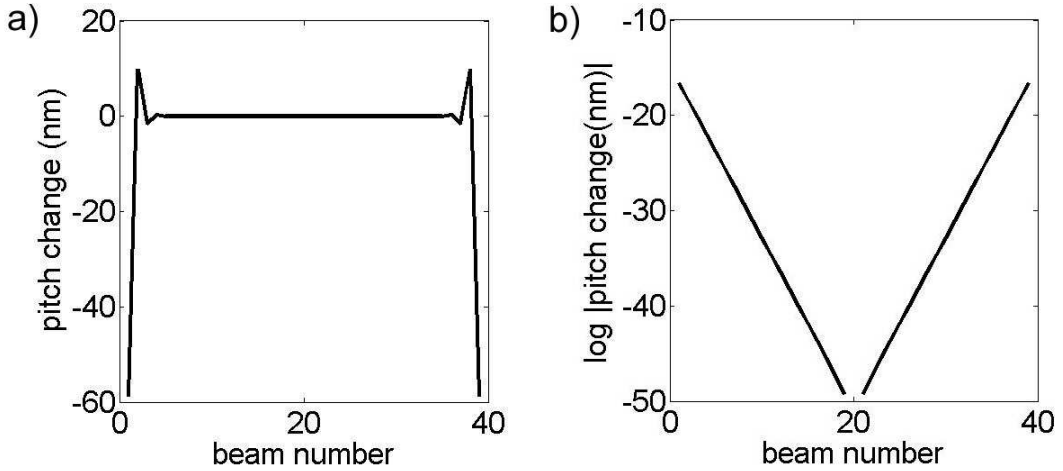 a)
20
0
-20
-40
-60
pitch change (nm)
0 20 40
beam number
b)
-10
-20
-30
-40
-50
log |pitch change(nm)|
0 20 40
beam number